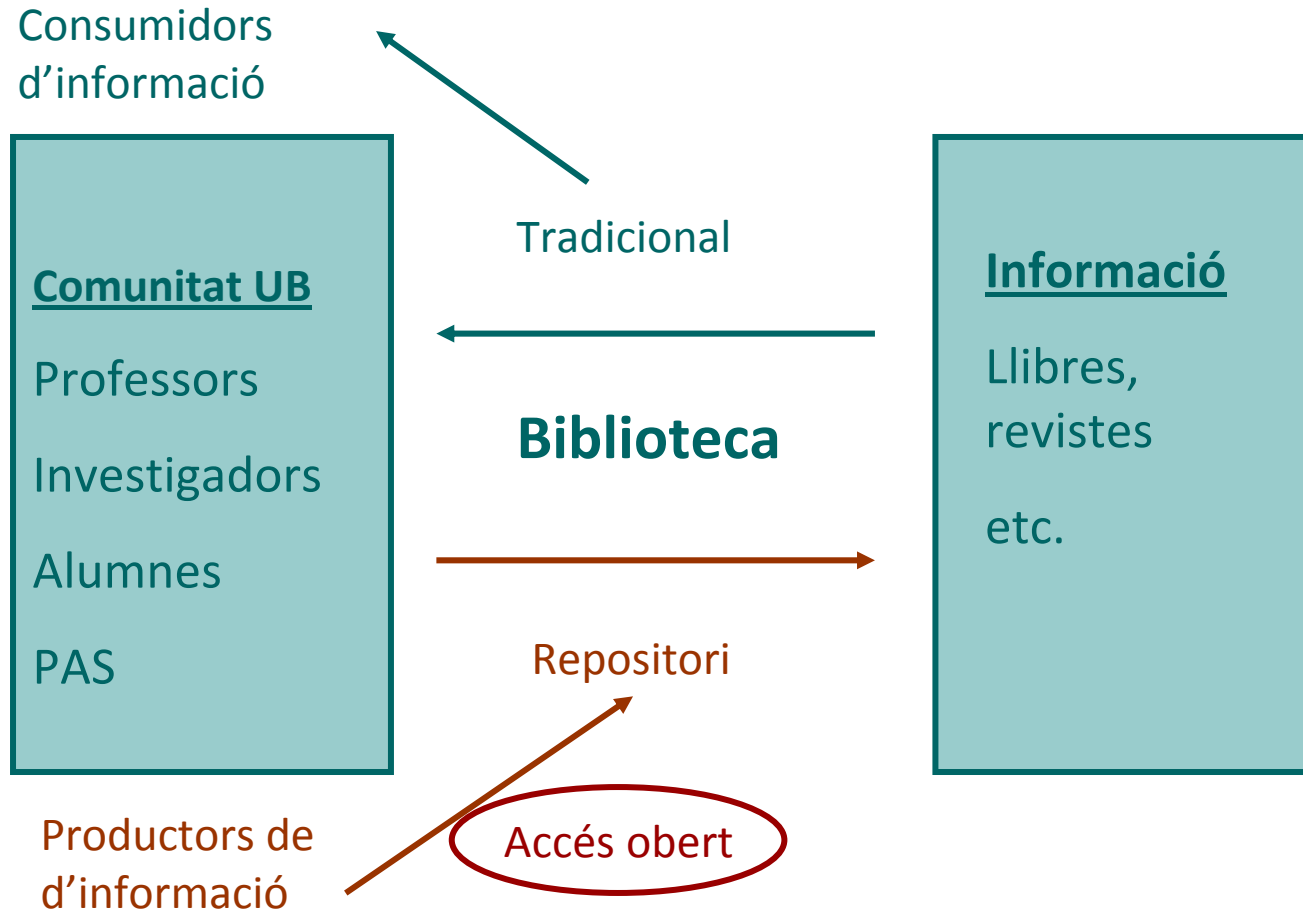 Consumidors
d’informació
Comunitat UB
Professors
Investigadors
Alumnes
PAS
Tradicional
Biblioteca
Repositori
Informació
Llibres,
revistes
etc.
Productors de
d’informació
Accés obert